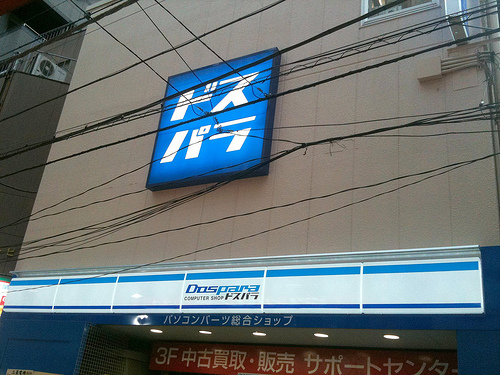 ドス
パラ
Dospara
COMPUTER SHOP ドスパラ
パソコンパーツ総合ショップ
3F 中古買取・販売 サポートセンター